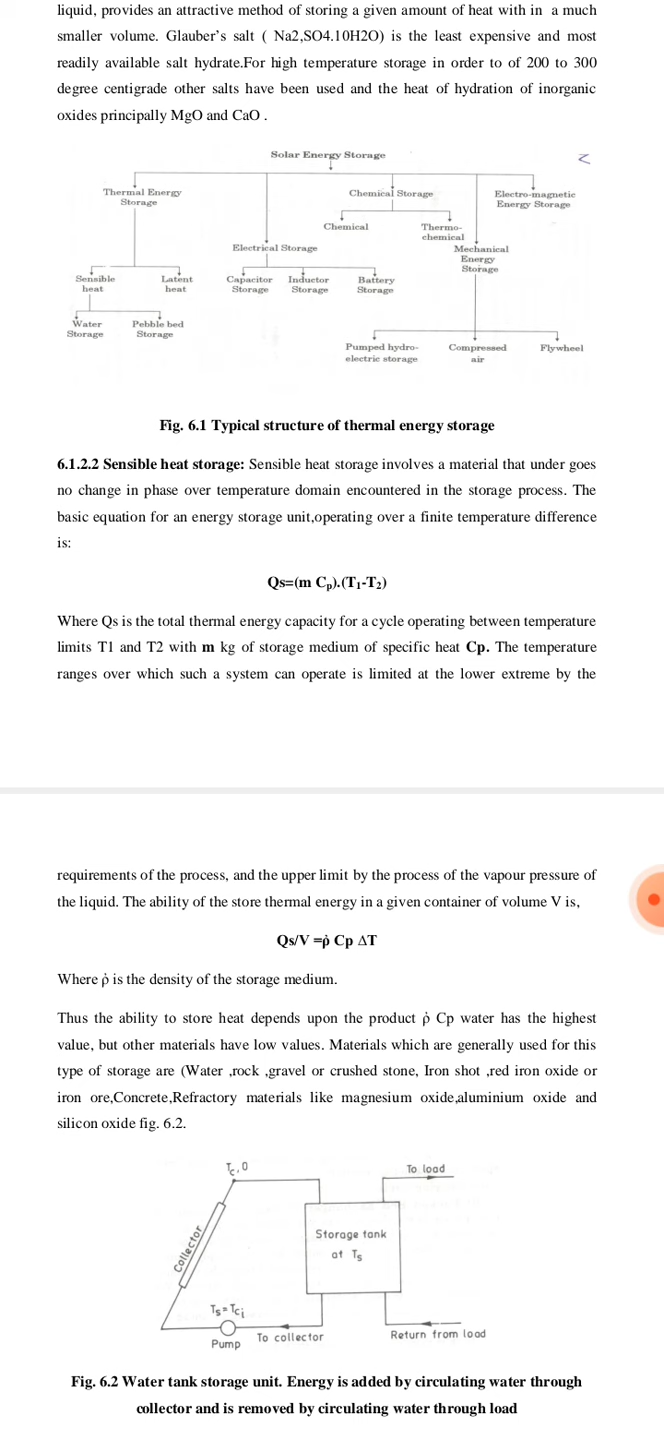 liquid, provides an attractive method of storing a given amount of heat with in a much
smaller volume. Glauber's salt ( Na2,SO4.10H2O) is the least expensive and most
readily available salt hydrate.For high temperature storage in order to of 200 to 300
degree centigrade other salts have been used and the heat of hydration of inorganic
oxides principally MgO and CaO .
Solar Energy Storage
Thermal Energy
Storage
Chemical Storage
Electro-magnetic
Energy Storage
Chemical
Thermo-
chemical
Electrical Storage
Mechanical
Energy
Storage
Sensible
heat
Latent
heat
Capacitor
Storage
Inductor
Storage
Battery
Storage
Water
Storage
Pebble bed
Storage
Pumped hydro-
electric storage
Compressed
air
Flywheel
Fig. 6.1 Typical structure of thermal energy storage
6.1.2.2 Sensible heat storage: Sensible heat storage involves a material that under goes
no change in phase over temperature domain encountered in the storage process. The
basic equation for an energy storage unit,operating over a finite temperature difference
is:
Qs=(m Cₚ).(T₁-T₂)
Where Qs is the total thermal energy capacity for a cycle operating between temperature
limits T1 and T2 with m kg of storage medium of specific heat Cp. The temperature
ranges over which such a system can operate is limited at the lower extreme by the
requirements of the process, and the upper limit by the process of the vapour pressure of
the liquid. The ability of the store thermal energy in a given container of volume V is,
Qs/V =ρ̇ Cp ΔT
Where ρ̇ is the density of the storage medium.
Thus the ability to store heat depends upon the product ρ̇ Cp water has the highest
value, but other materials have low values. Materials which are generally used for this
type of storage are (Water ,rock ,gravel or crushed stone, Iron shot ,red iron oxide or
iron ore,Concrete,Refractory materials like magnesium oxide,aluminium oxide and
silicon oxide fig. 6.2.
Tc,0
To load
Collector
Storage tank
at Ts
Ts = Tci
Pump
To collector
Return from load
Fig. 6.2 Water tank storage unit. Energy is added by circulating water through
collector and is removed by circulating water through load